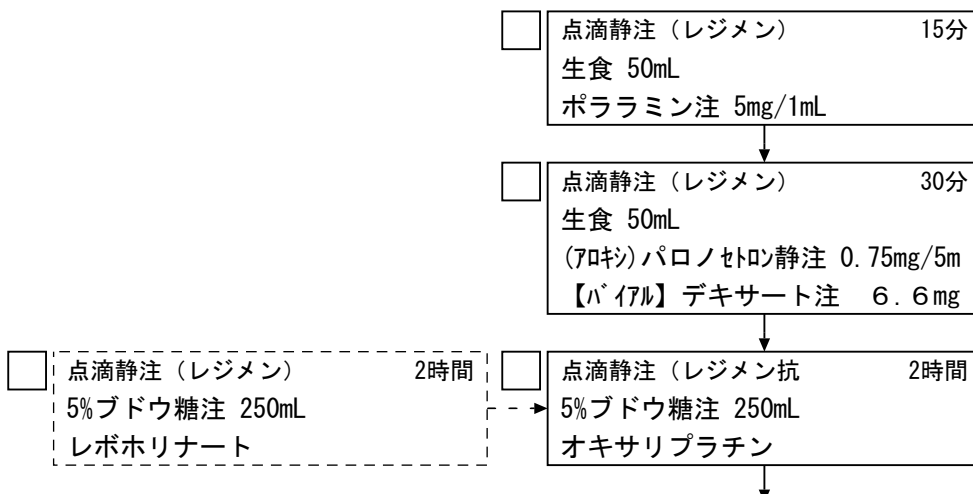 点滴静注（レジメン） 15分
生食 50mL
ポララミン注 5mg/1mL
点滴静注（レジメン） 30分
生食 50mL
(ｱﾛｷｼ)パロノｾﾄﾛﾝ静注 0.75mg/5m
【ﾊﾞｲｱﾙ】デキサート注 ６.６mg
点滴静注（レジメン） 2時間
5%ブドウ糖注 250mL
レボホリナート
点滴静注（レジメン抗 2時間
5%ブドウ糖注 250mL
オキサリプラチン